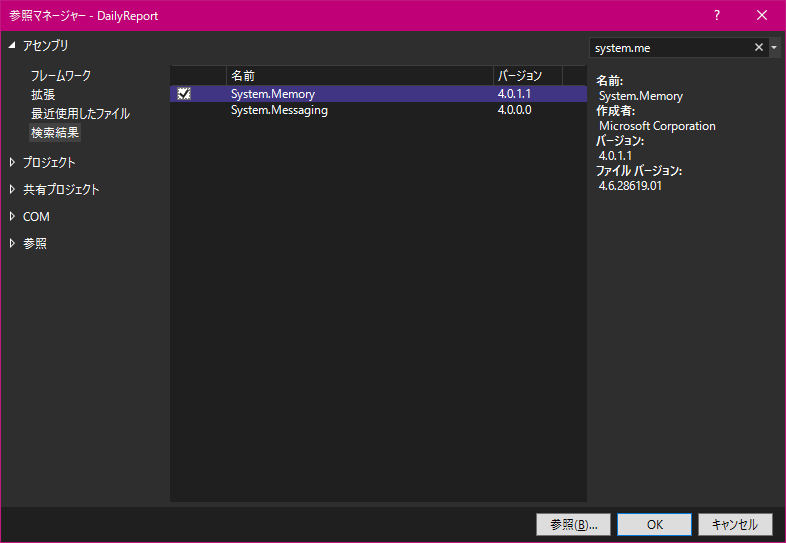 参照マネージャー - DailyReport
?
アセンブリ
フレームワーク
拡張
最近使用したファイル
検索結果
プロジェクト
共有プロジェクト
COM
参照
名前 バージョン
System.Memory 4.0.1.1
System.Messaging 4.0.0.0
system.me
名前:
System.Memory
作成者:
Microsoft Corporation
バージョン:
4.0.1.1
ファイル バージョン:
4.6.28619.01
参照(B)...
OK
キャンセル